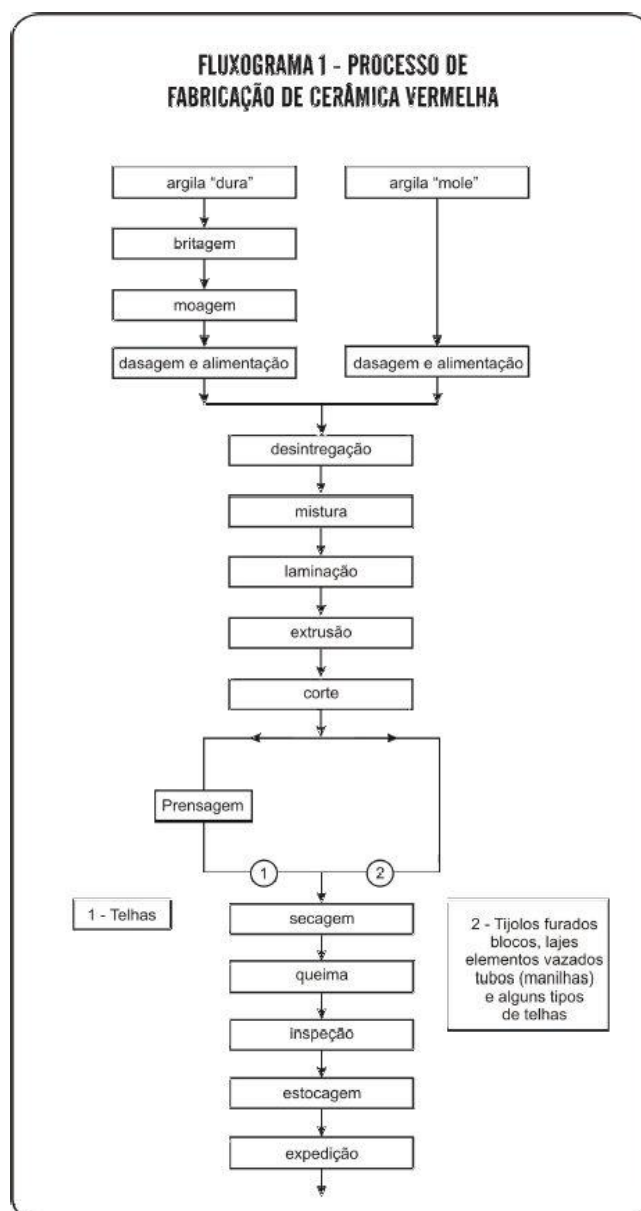 FLUXOGRAMA 1 - PROCESSO DE
FABRICAÇÃO DE CERÂMICA VERMELHA
argila “dura”
argila “mole”
britagem
moagem
dasagem e alimentação
dasagem e alimentação
desintregação
mistura
laminação
extrusão
corte
Prensagem
1
2
1 - Telhas
secagem
queima
inspeção
estocagem
expedição
2 - Tijolos furados
blocos, lajes
elementos vazados
tubos (manilhas)
e alguns tipos
de telhas